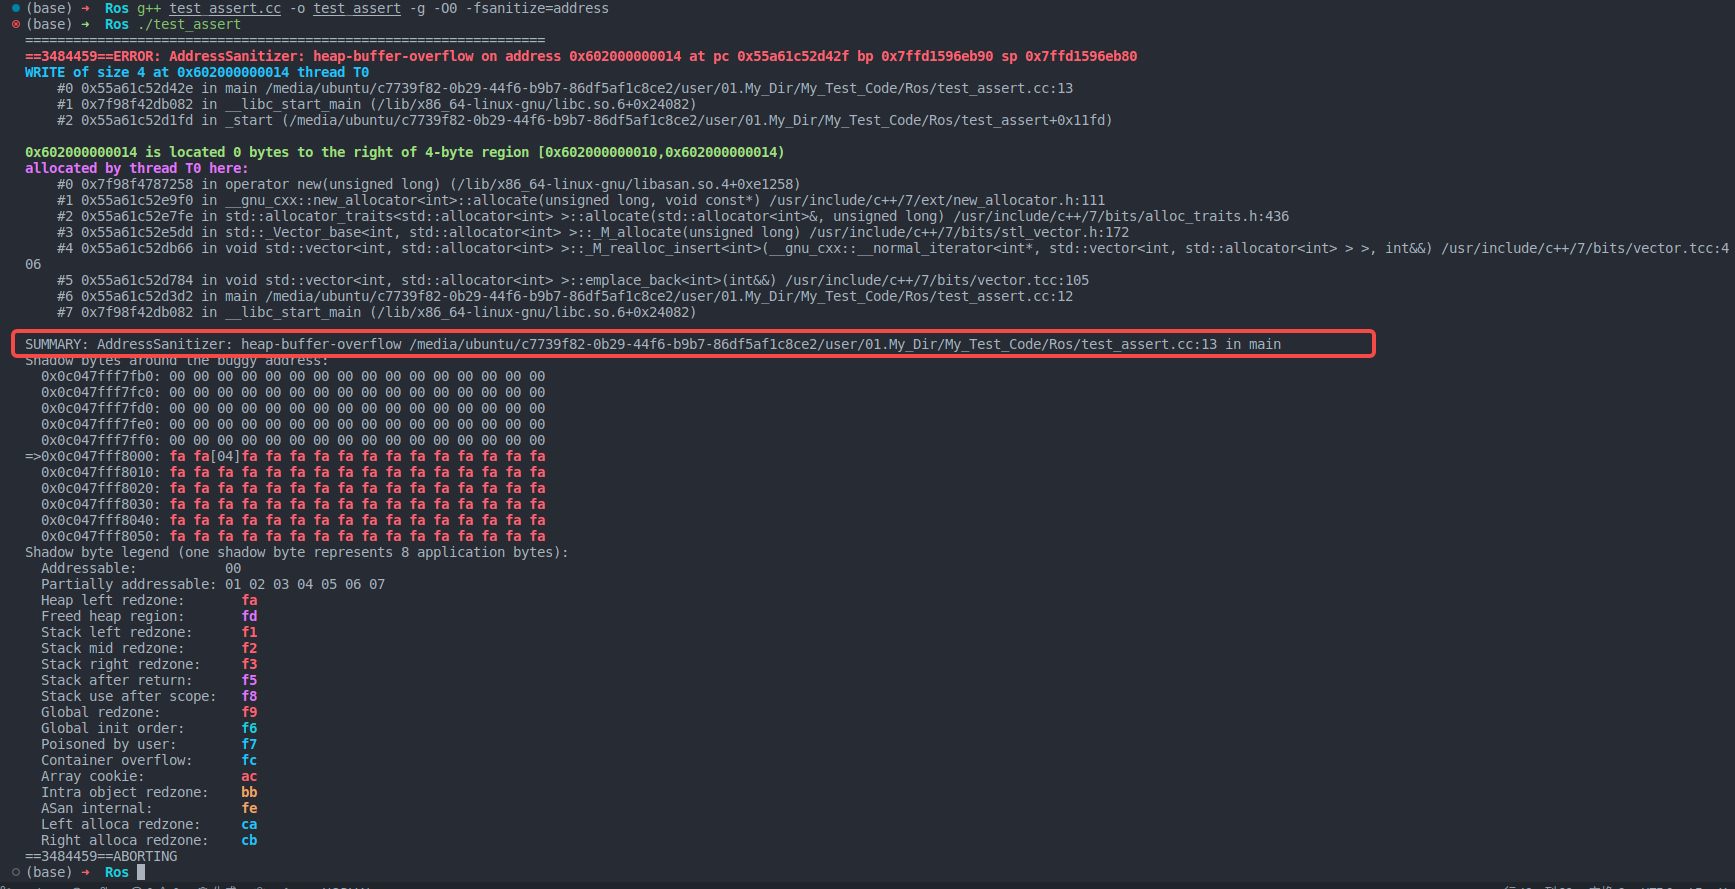 (base) → Ros g++ test_assert.cc -o test_assert -g -O0 -fsanitize=address
(base) → Ros ./test_assert
=================================================================
==3484459==ERROR: AddressSanitizer: heap-buffer-overflow on address 0x602000000014 at pc 0x55a61c52d42f bp 0x7ffd1596eb90 sp 0x7ffd1596eb80
WRITE of size 4 at 0x602000000014 thread T0
#0 0x55a61c52d42e in main /media/ubuntu/c7739f82-0b29-44f6-b9b7-86df5af1c8ce2/user/01.My_Dir/My_Test_Code/Ros/test_assert.cc:13
#1 0x7f98f42db082 in __libc_start_main (/lib/x86_64-linux-gnu/libc.so.6+0x24082)
#2 0x55a61c52d1fd in _start (/media/ubuntu/c7739f82-0b29-44f6-b9b7-86df5af1c8ce2/user/01.My_Dir/My_Test_Code/Ros/test_assert+0x11fd)
0x602000000014 is located 0 bytes to the right of 4-byte region [0x602000000010,0x602000000014)
allocated by thread T0 here:
#0 0x7f98f4787258 in operator new(unsigned long) (/lib/x86_64-linux-gnu/libasan.so.4+0xe1258)
#1 0x55a61c52e9f0 in __gnu_cxx::new_allocator<int>::allocate(unsigned long, void const*) /usr/include/c++/7/ext/new_allocator.h:111
#2 0x55a61c52e7fe in std::allocator_traits<std::allocator<int> >::allocate(std::allocator<int>&, unsigned long) /usr/include/c++/7/bits/alloc_traits.h:436
#3 0x55a61c52e5dd in std::_Vector_base<int, std::allocator<int> >::_M_allocate(unsigned long) /usr/include/c++/7/bits/stl_vector.h:172
#4 0x55a61c52db66 in void std::vector<int, std::allocator<int> >::_M_realloc_insert<int>(__gnu_cxx::__normal_iterator<int*, std::vector<int, std::allocator<int> > >, int&&) /usr/include/c++/7/bits/vector.tcc:4
06
#5 0x55a61c52d784 in void std::vector<int, std::allocator<int> >::emplace_back<int>(int&&) /usr/include/c++/7/bits/vector.tcc:105
#6 0x55a61c52d3d2 in main /media/ubuntu/c7739f82-0b29-44f6-b9b7-86df5af1c8ce2/user/01.My_Dir/My_Test_Code/Ros/test_assert.cc:12
#7 0x7f98f42db082 in __libc_start_main (/lib/x86_64-linux-gnu/libc.so.6+0x24082)
SUMMARY: AddressSanitizer: heap-buffer-overflow /media/ubuntu/c7739f82-0b29-44f6-b9b7-86df5af1c8ce2/user/01.My_Dir/My_Test_Code/Ros/test_assert.cc:13 in main
Shadow bytes around the buggy address:
0x0c047fff7fb0: 00 00 00 00 00 00 00 00 00 00 00 00 00 00 00 00
0x0c047fff7fc0: 00 00 00 00 00 00 00 00 00 00 00 00 00 00 00 00
0x0c047fff7fd0: 00 00 00 00 00 00 00 00 00 00 00 00 00 00 00 00
0x0c047fff7fe0: 00 00 00 00 00 00 00 00 00 00 00 00 00 00 00 00
0x0c047fff7ff0: 00 00 00 00 00 00 00 00 00 00 00 00 00 00 00 00
=>0x0c047fff8000: fa fa[04]fa fa fa fa fa fa fa fa fa fa fa fa fa
0x0c047fff8010: fa fa fa fa fa fa fa fa fa fa fa fa fa fa fa fa
0x0c047fff8020: fa fa fa fa fa fa fa fa fa fa fa fa fa fa fa fa
0x0c047fff8030: fa fa fa fa fa fa fa fa fa fa fa fa fa fa fa fa
0x0c047fff8040: fa fa fa fa fa fa fa fa fa fa fa fa fa fa fa fa
0x0c047fff8050: fa fa fa fa fa fa fa fa fa fa fa fa fa fa fa fa
Shadow byte legend (one shadow byte represents 8 application bytes):
Addressable: 00
Partially addressable: 01 02 03 04 05 06 07
Heap left redzone: fa
Freed heap region: fd
Stack left redzone: f1
Stack mid redzone: f2
Stack right redzone: f3
Stack after return: f5
Stack use after scope: f8
Global redzone: f9
Global init order: f6
Poisoned by user: f7
Container overflow: fc
Array cookie: ac
Intra object redzone: bb
ASan internal: fe
Left alloca redzone: ca
Right alloca redzone: cb
==3484459==ABORTING
(base) → Ros